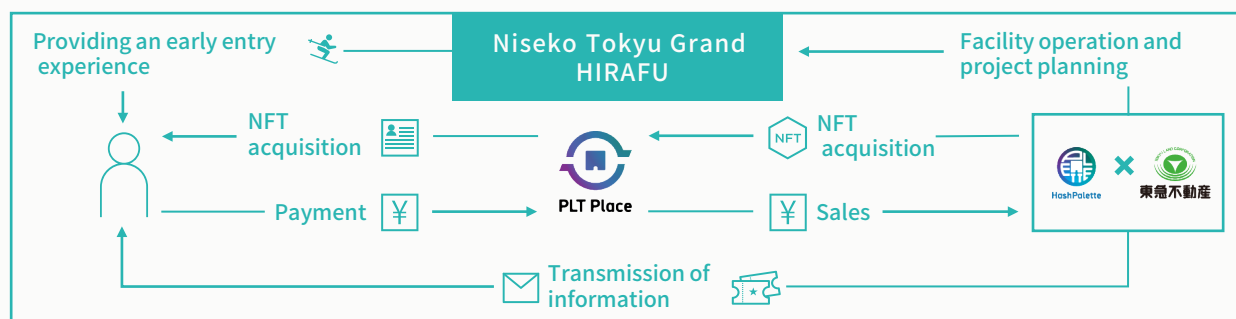 Niseko Tokyu Grand
HIRAFU
Providing an early entry
experience
Facility operation and
project planning
NFT
acquisition
NFT
NFT
acquisition
PLT Place
HashPalette
東急不動産
Payment
¥
¥
Sales
Transmission of
information